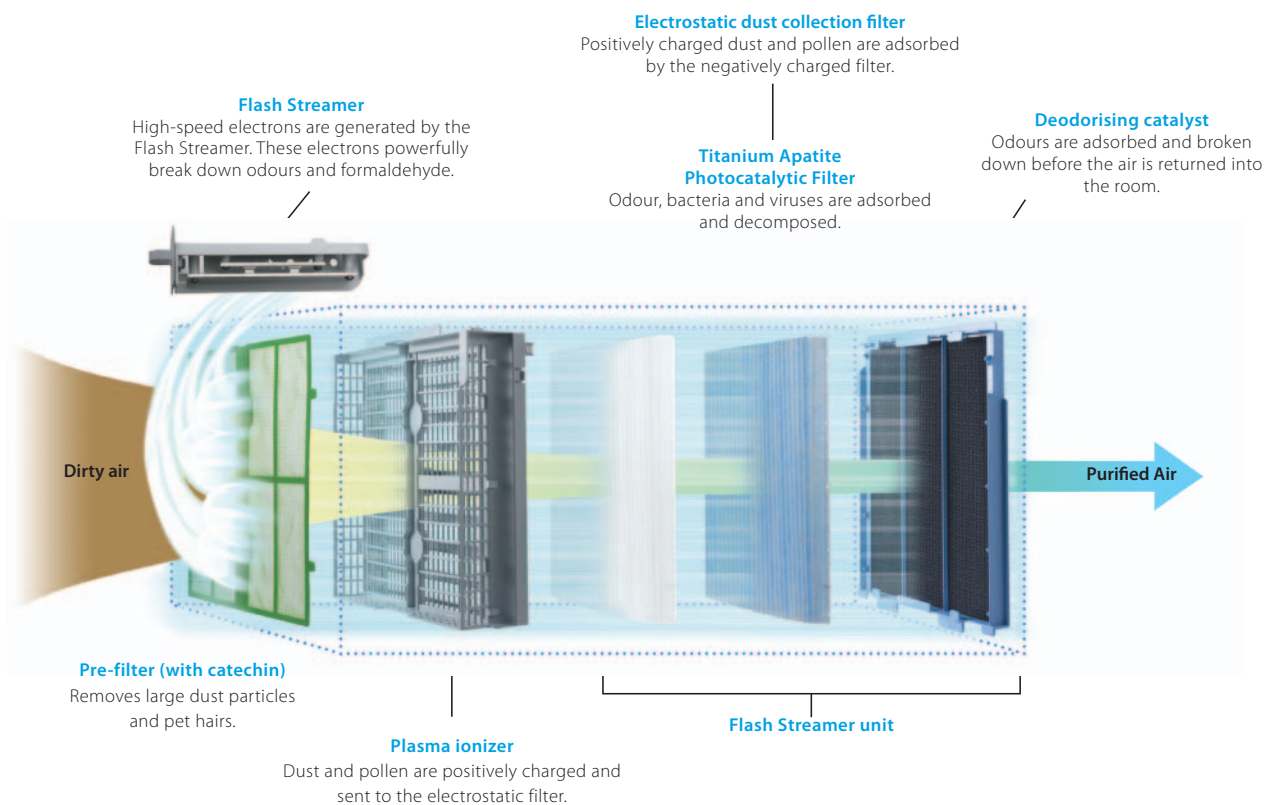 Electrostatic dust collection filter
Positively charged dust and pollen are adsorbed
by the negatively charged filter.
Flash Streamer
High-speed electrons are generated by the
Flash Streamer. These electrons powerfully
break down odours and formaldehyde.
Titanium Apatite
Photocatalytic Filter
Odour, bacteria and viruses are adsorbed
and decomposed.
Deodorising catalyst
Odours are adsorbed and broken
down before the air is returned into
the room.
Dirty air
Purified Air
Pre-filter (with catechin)
Removes large dust particles
and pet hairs.
Plasma ionizer
Dust and pollen are positively charged and
sent to the electrostatic filter.
Flash Streamer unit